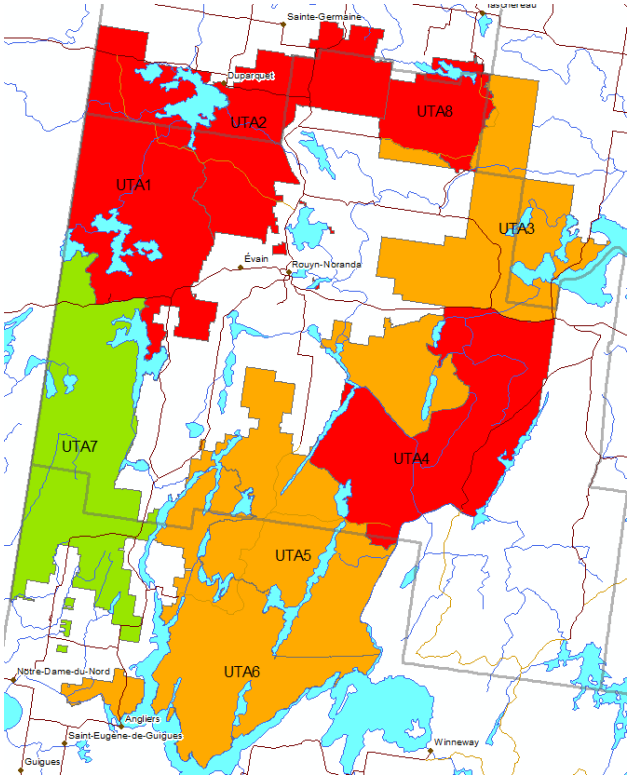 Taschereau
Sainte-Germaine
Duparquet
UTA8
UTA2
UTA1
UTA3
Évain
Rouyn-Noranda
UTA7
UTA4
UTA5
UTA6
Notre-Dame-du-Nord
Angliers
Saint-Eugène-de-Guigues
Winneway
Guigues